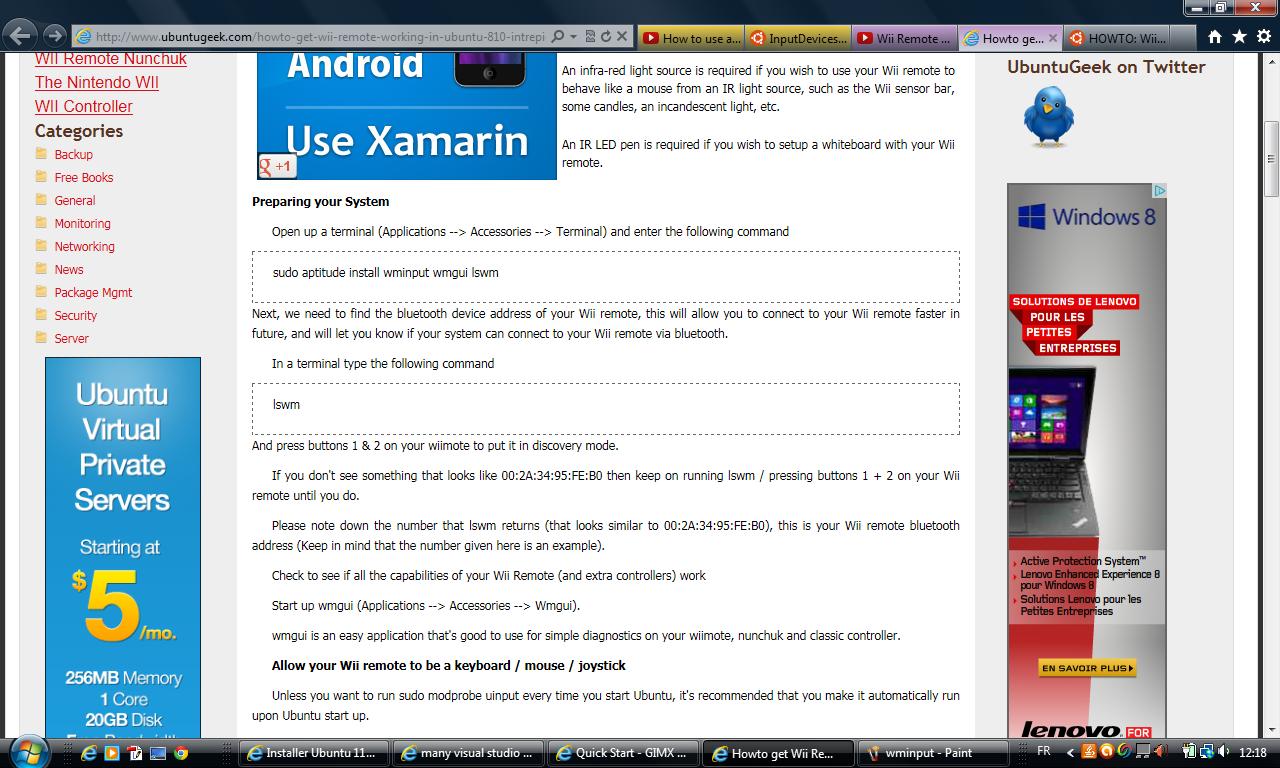 http://www.ubuntugeek.com/howto-get-wii-remote-working-in-ubuntu-810-intrepi
How to use a...
InputDevices...
Wii Remote ...
Howto ge...
HOWTO: Wii...
WII Remote Nunchuk
The Nintendo WII
WII Controller
Categories
Backup
Free Books
General
Monitoring
Networking
News
Package Mgmt
Security
Server
Ubuntu
Virtual
Private
Servers
Starting at
$5/mo.
256MB Memory
1 Core
20GB Disk
Android
Use Xamarin
g +1
An infra-red light source is required if you wish to use your Wii remote to
behave like a mouse from an IR light source, such as the Wii sensor bar,
some candles, an incandescent light, etc.
An IR LED pen is required if you wish to setup a whiteboard with your Wii
remote.
Preparing your System
Open up a terminal (Applications --> Accessories --> Terminal) and enter the following command
sudo aptitude install wminput wmgui lswm
Next, we need to find the bluetooth device address of your Wii remote, this will allow you to connect to your Wii remote faster in
future, and will let you know if your system can connect to your Wii remote via bluetooth.
In a terminal type the following command
lswm
And press buttons 1 & 2 on your wiimote to put it in discovery mode.
If you don't see something that looks like 00:2A:34:95:FE:B0 then keep on running lswm / pressing buttons 1 + 2 on your Wii
remote until you do.
Please note down the number that lswm returns (that looks similar to 00:2A:34:95:FE:B0), this is your Wii remote bluetooth
address (Keep in mind that the number given here is an example).
Check to see if all the capabilities of your Wii Remote (and extra controllers) work
Start up wmgui (Applications --> Accessories --> Wmgui).
wmgui is an easy application that's good to use for simple diagnostics on your wiimote, nunchuk and classic controller.
Allow your Wii remote to be a keyboard / mouse / joystick
Unless you want to run sudo modprobe uinput every time you start Ubuntu, it's recommended that you make it automatically run
upon Ubuntu start up.
UbuntuGeek on Twitter
Windows 8
SOLUTIONS DE LENOVO
POUR LES
PETITES
ENTREPRISES
Active Protection System™
Lenovo Enhanced Experience 8
pour Windows 8
Solutions Lenovo pour les
Petites Entreprises
EN SAVOIR PLUS
lenovo FOR
Installer Ubuntu 11...
many visual studio ...
Quick Start - GIMX ...
Howto get Wii Re...
wminput - Paint
FR
12:18